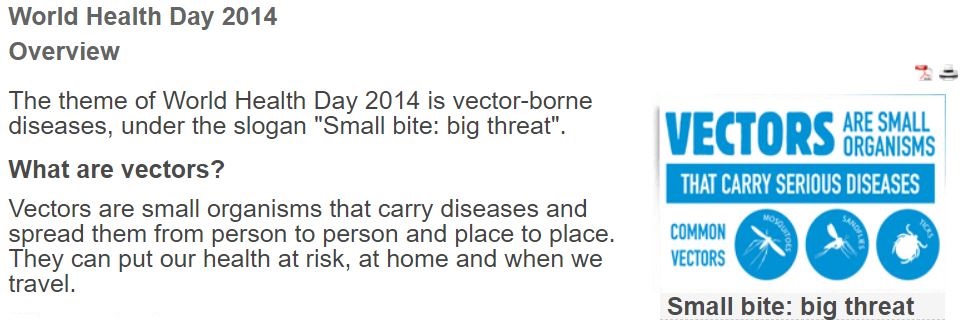 World Health Day 2014
Overview
The theme of World Health Day 2014 is vector-borne
diseases, under the slogan "Small bite: big threat".
What are vectors?
Vectors are small organisms that carry diseases and
spread them from person to person and place to place.
They can put our health at risk, at home and when we
travel.
VECTORS ARE SMALL
ORGANISMS
THAT CARRY SERIOUS DISEASES
COMMON
VECTORS
MOSQUITOES
SANDFLIES
TICKS
Small bite: big threat